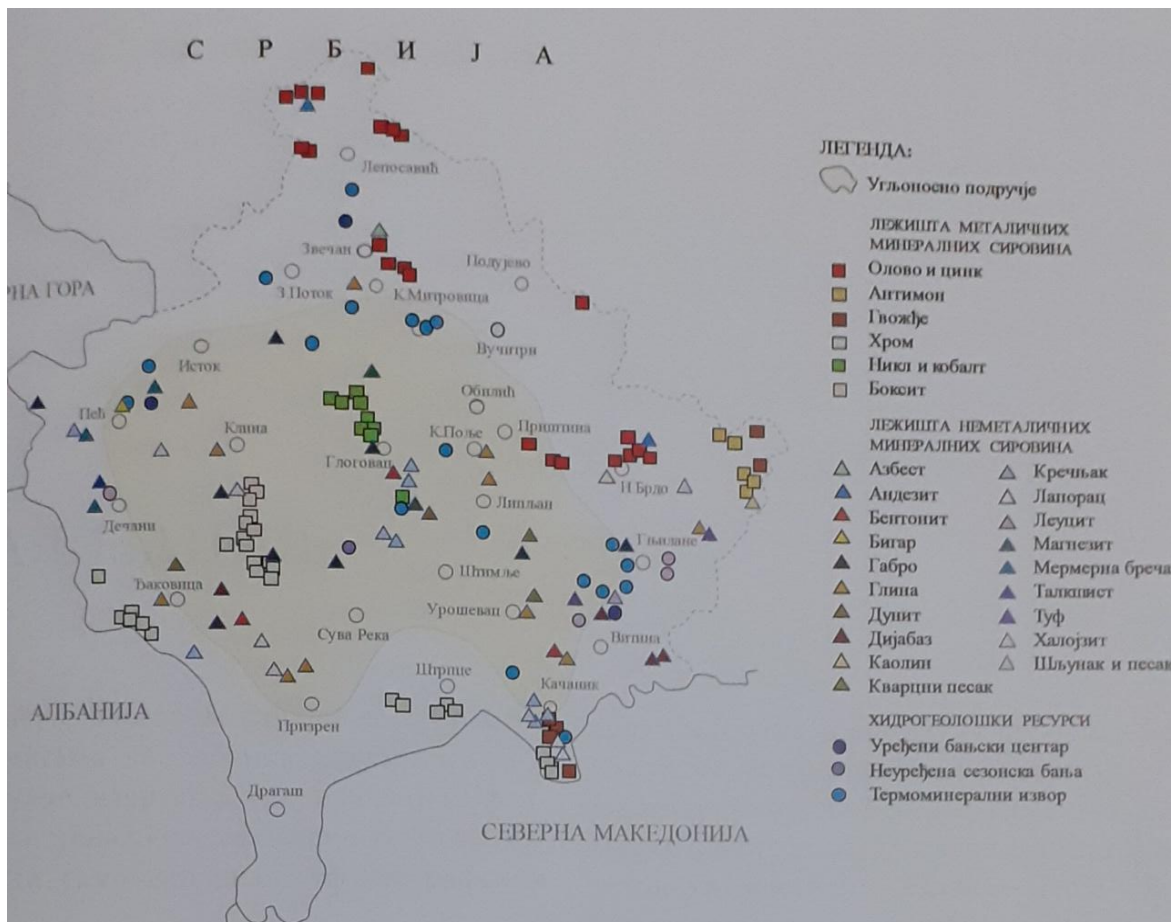 С Р Б И Ј А
Лепосавић
Звечан
Подујево
З.Поток
К.Митровица
РНА ГОРА
Вучитрн
Исток
Обилић
Пећ
Клина
К.Поље
Приштина
Глоговац
Н Брдо
Липљан
Дечани
Гњилане
Штимље
Ђаковица
Урошевац
Сува Река
Витина
Штрпце
Качаник
АЛБАНИЈА
Призрен
Драгаш
СЕВЕРНА МАКЕДОНИЈА
ЛЕГЕНДА:
Угљоносно подручје
ЛЕЖИШТА МЕТАЛИЧНИХ
МИНЕРАЛНИХ СИРОВИНА
Олово и цинк
Антимон
Гвожђе
Хром
Никл и кобалт
Боксит
ЛЕЖИШТА НЕМЕТАЛИЧНИХ
МИНЕРАЛНИХ СИРОВИНА
Азбест
Андезит
Бентонит
Бигар
Габро
Глина
Дунит
Дијабаз
Каолин
Кварцни песак
Кречњак
Лапорац
Леуцит
Магнезит
Мермерна бреча
Талкшист
Туф
Халојзит
Шљунак и песак
ХИДРОГЕОЛОШКИ РЕСУРСИ
Уређени бањски центар
Неуређена сезонска бања
Термоминерални извор